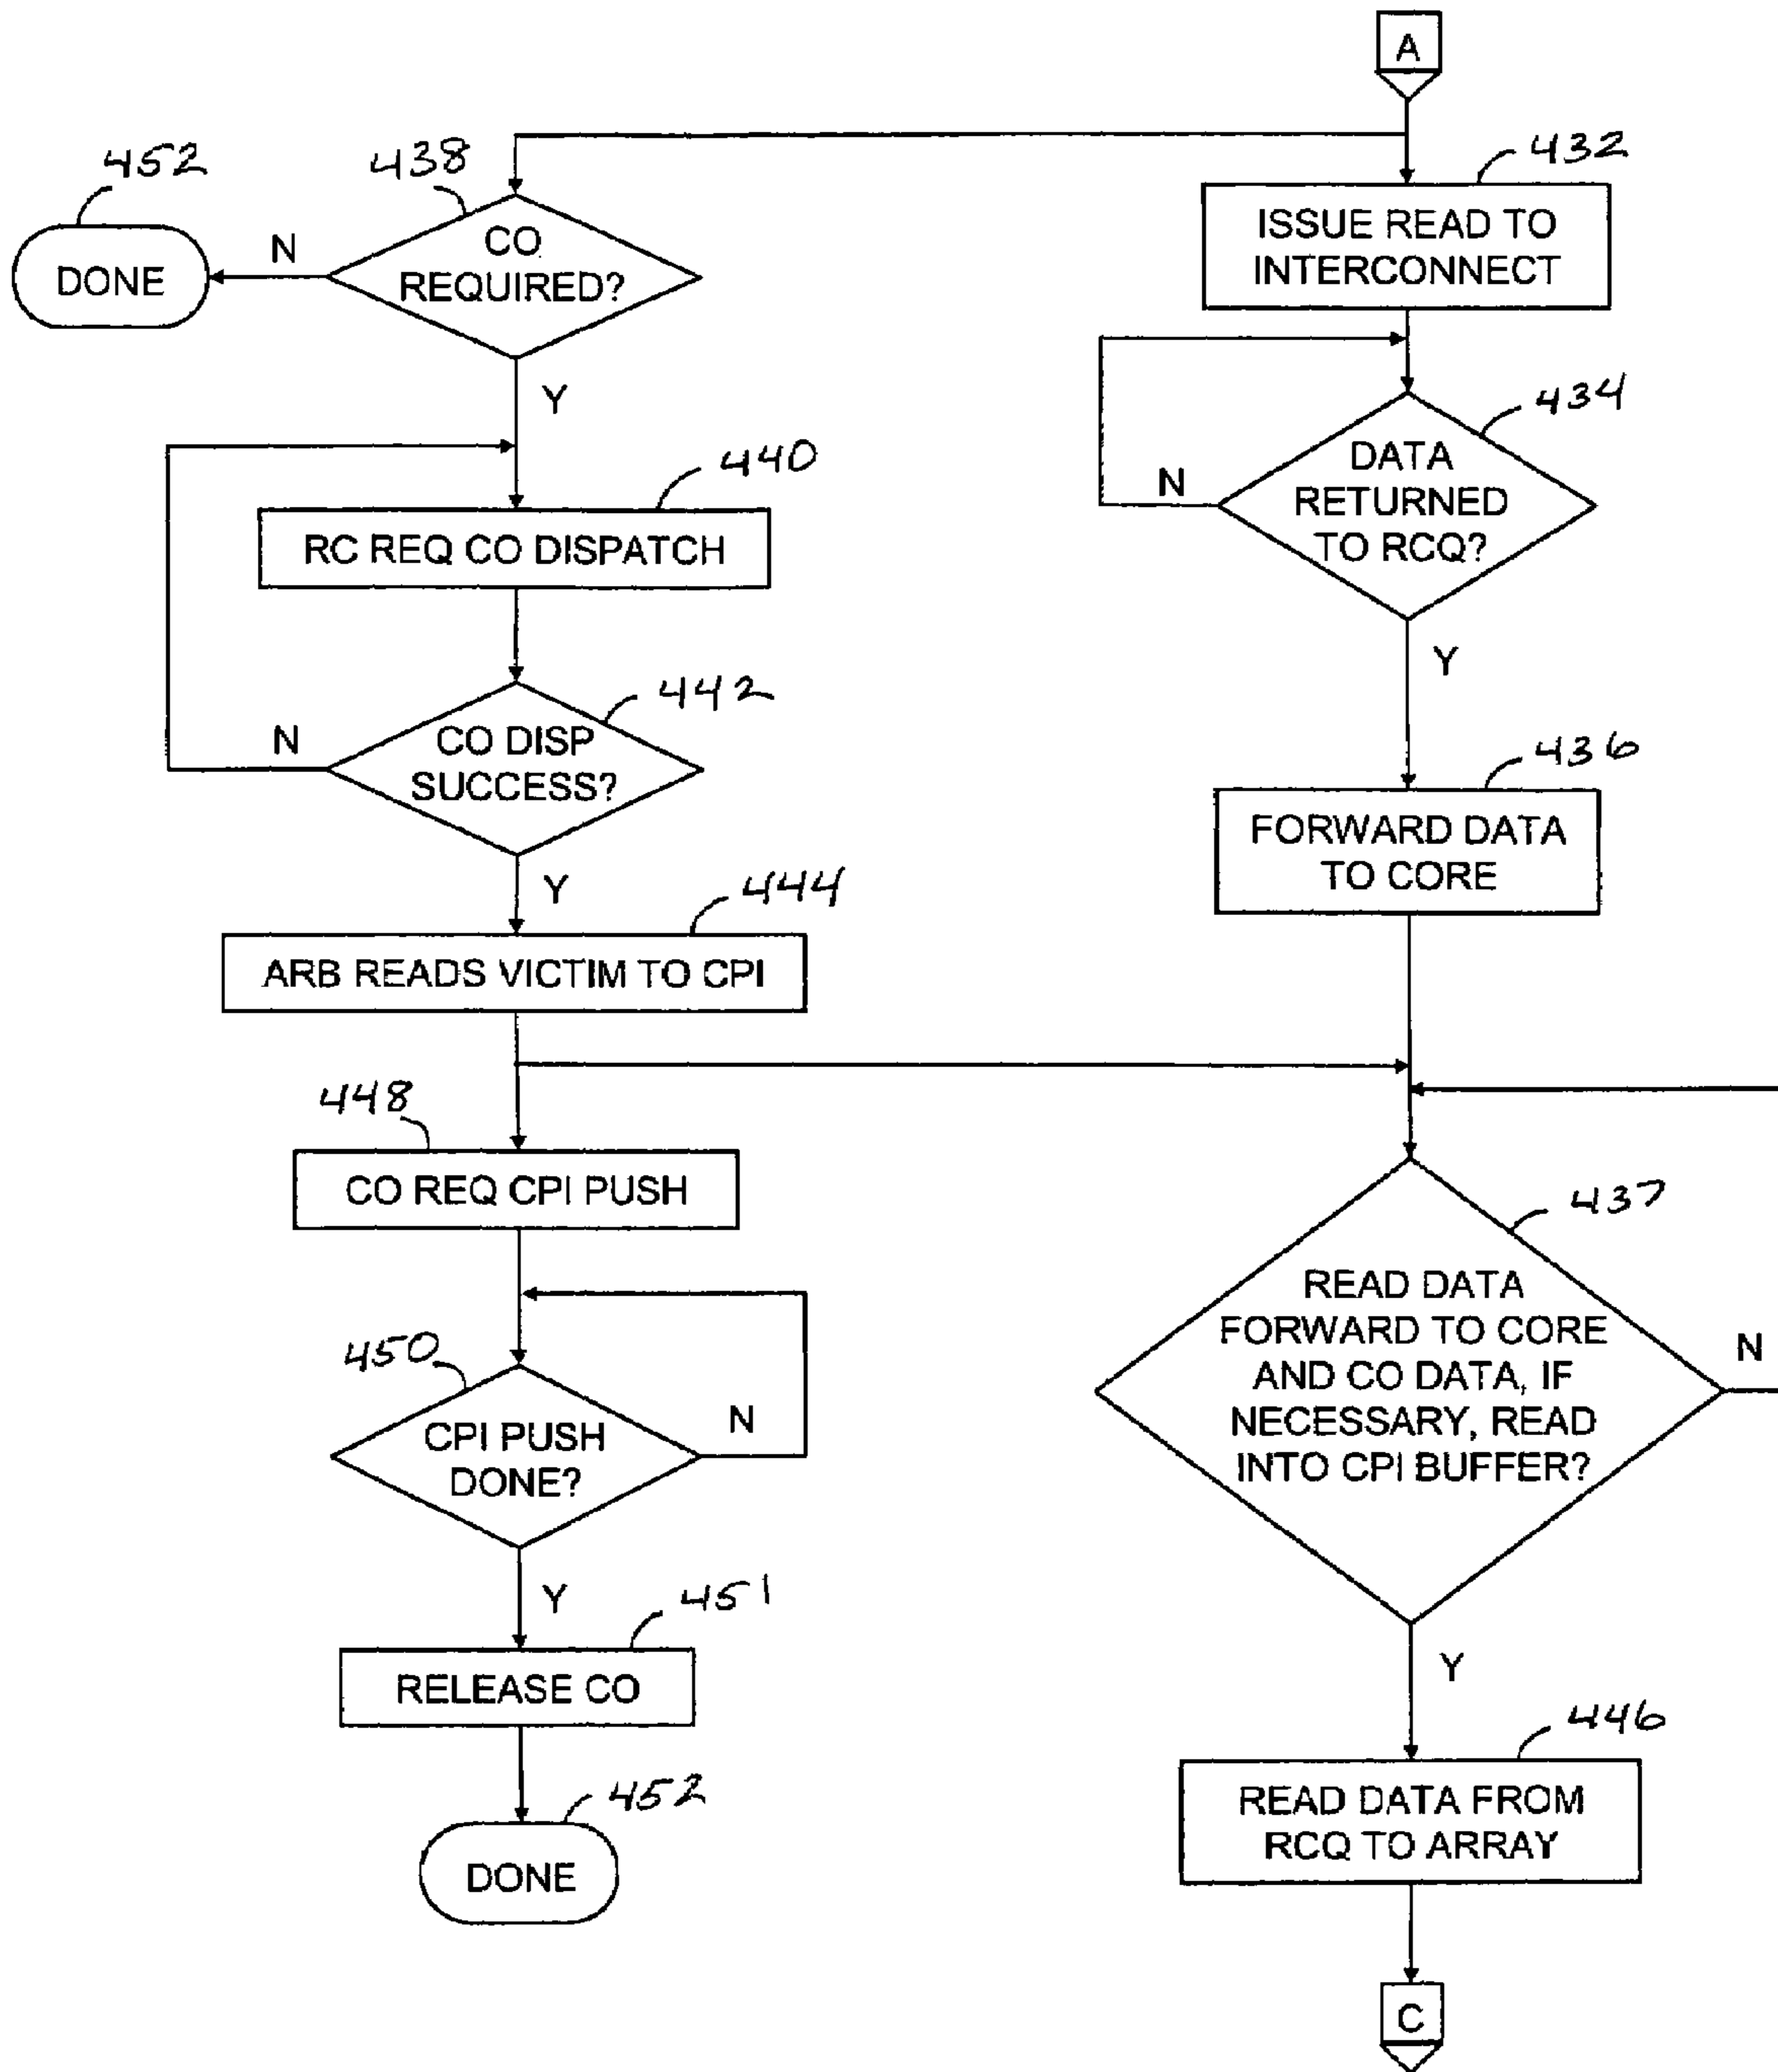 A
432
ISSUE READ TO
INTERCONNECT
452
DONE
438
CO
REQUIRED?
N
Y
434
DATA
RETURNED
TO RCQ?
N
Y
440
RC REQ CO DISPATCH
442
CO DISP
SUCCESS?
N
Y
436
FORWARD DATA
TO CORE
444
ARB READS VICTIM TO CPI
448
CO REQ CPI PUSH
437
READ DATA
FORWARD TO CORE
AND CO DATA, IF
NECESSARY, READ
INTO CPI BUFFER?
N
Y
450
CPI PUSH
DONE?
N
Y
451
RELEASE CO
446
READ DATA FROM
RCQ TO ARRAY
452
DONE
C